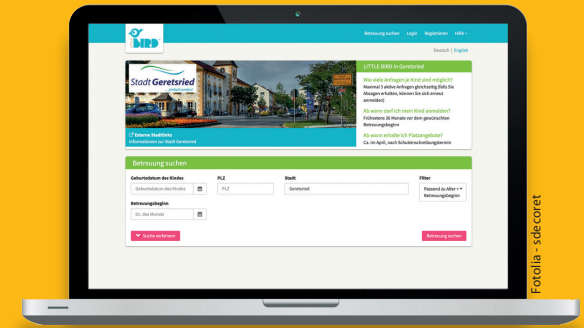 BIRD
Betreuung suchen Login Registrieren Hilfe
Deutsch | English
Stadt Geretsried
LITTLE BIRD in Geretsried
Wie viele Anfragen je Kind sind möglich?
Maximal 3 aktive Anfragen gleichzeitig (falls Sie
Absagen erhalten, können Sie sich erneut
anmelden)
Ab wann darf ich mein Kind anmelden?
Frühestens 36 Monate vor dem gewünschten
Betreuungsbeginn
Ab wann erhalte ich Platzangebote?
Ca. im April, nach Schuleinschreibungstermin
Externe Stadtlinks
Informationen zur Stadt Geretsried
Betreuung suchen
Geburtsdatum des Kindes PLZ Stadt Filter
Geburtsdatum des Kindes PLZ Geretsried Passend zu Alter +
Betreuungsbeginn
Betreuungsbeginn
01. des Monats
Suche verfeinern Betreuung suchen
Fotolia - sdecoret